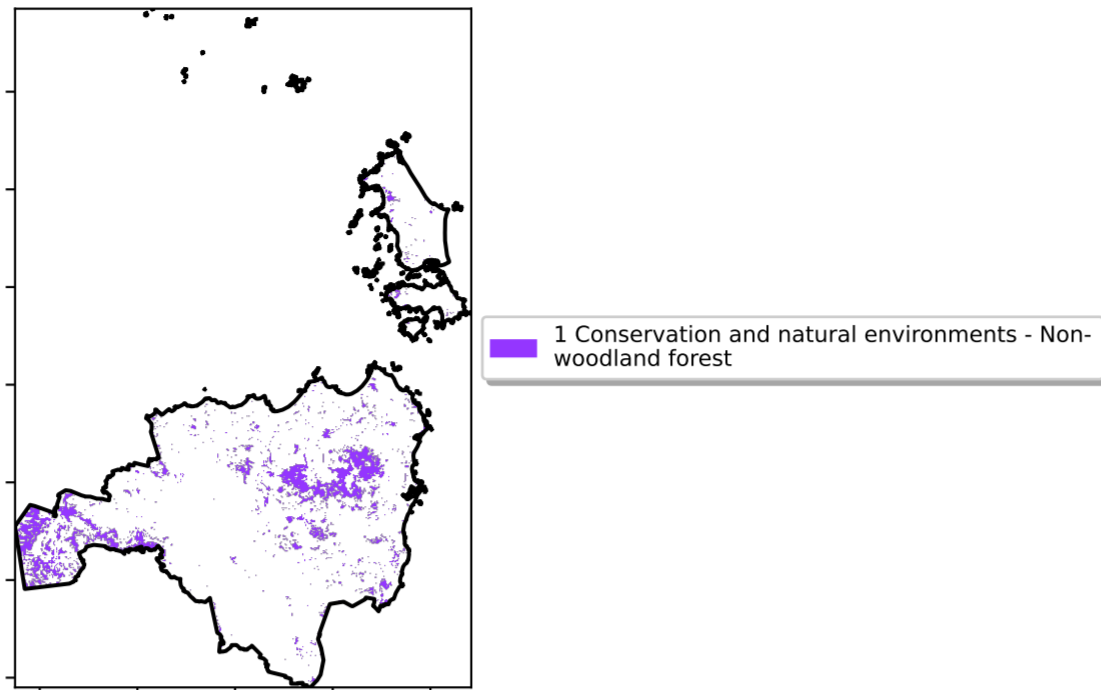 1 Conservation and natural environments - Non-
woodland forest